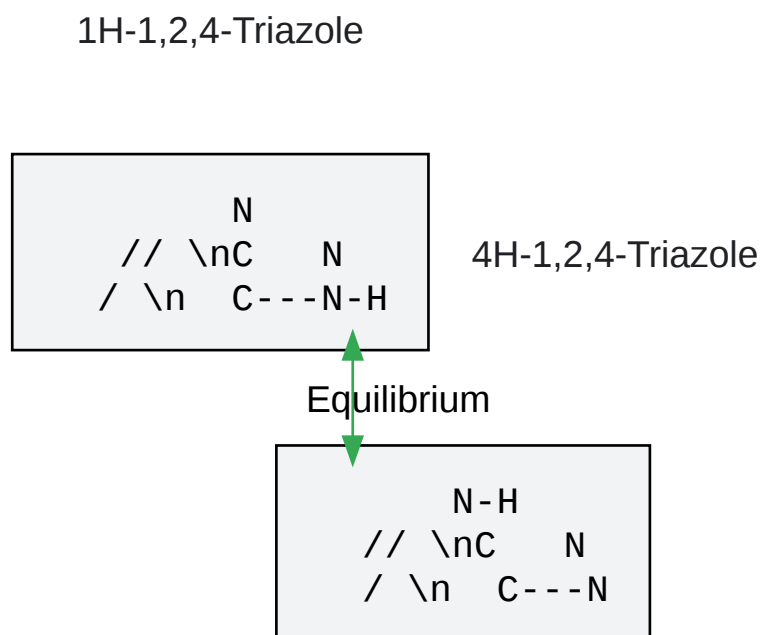 1H-1,2,4-Triazole
N
// \nC    N
/ \n  C---N-H
4H-1,2,4-Triazole
Equilibrium
N-H
// \nC   N
/ \n  C---N